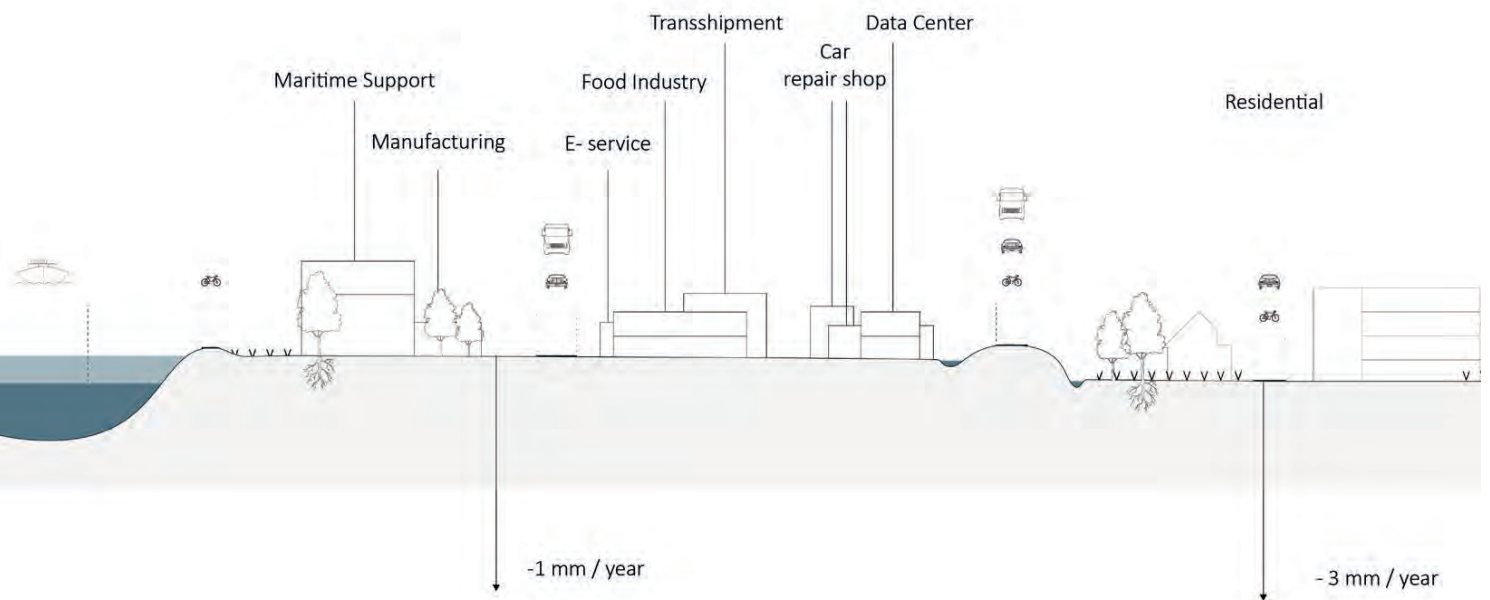 Transshipment
Data Center
Car
repair shop
Maritime Support
Food Industry
Residential
Manufacturing
E- service
-1 mm / year
- 3 mm / year